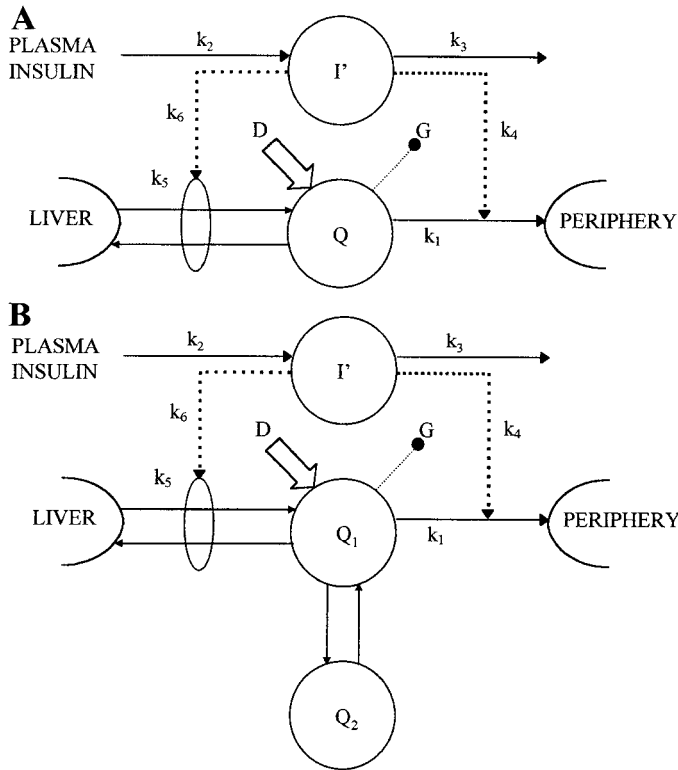 A
PLASMA
INSULIN
k2
I'
k3
k6
D
G
k4
k5
LIVER
Q
k1
PERIPHERY
B
PLASMA
INSULIN
k2
I'
k3
k6
D
G
k4
k5
LIVER
Q1
k1
PERIPHERY
Q2